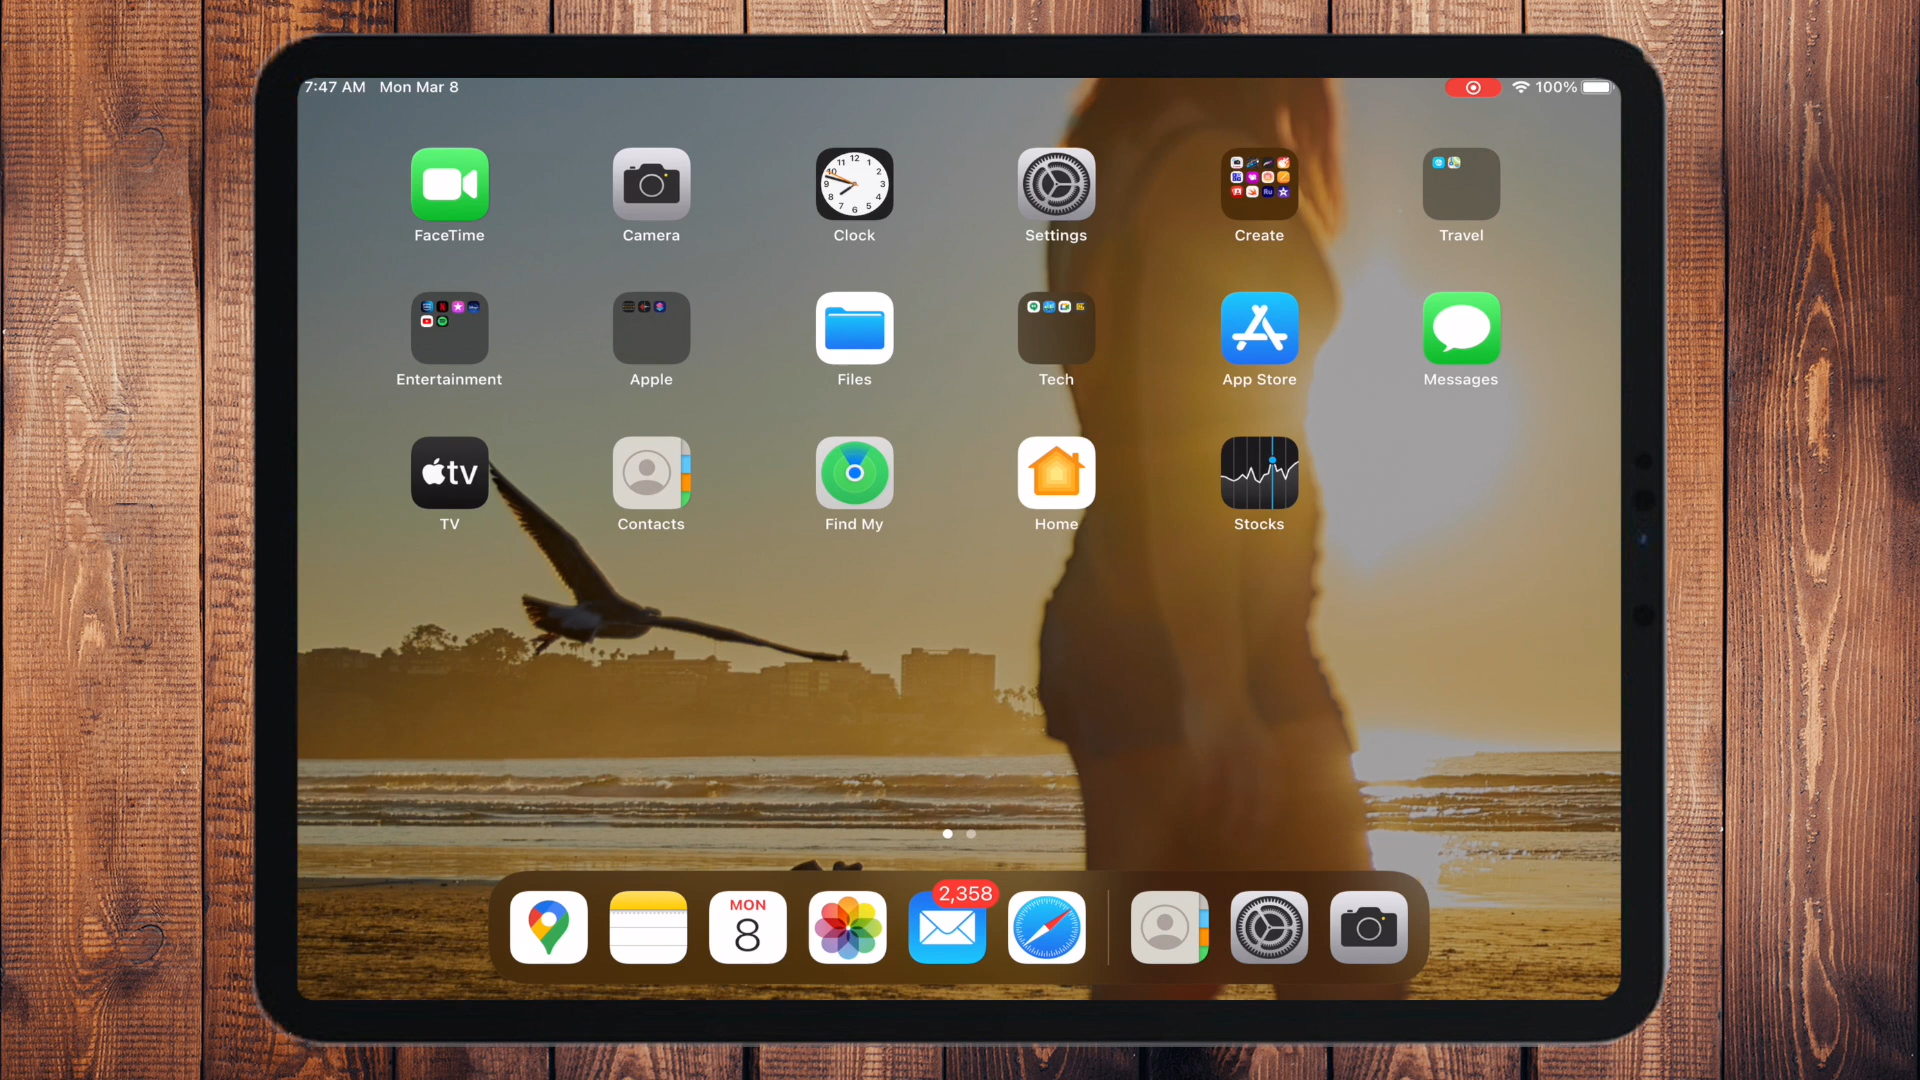 7:47 AM Mon Mar 8
100%
FaceTime
Camera
Clock
Settings
Create
Travel
Entertainment
Apple
Files
Tech
App Store
Messages
tv
TV
Contacts
Find My
Home
Stocks
MON
8
2,358